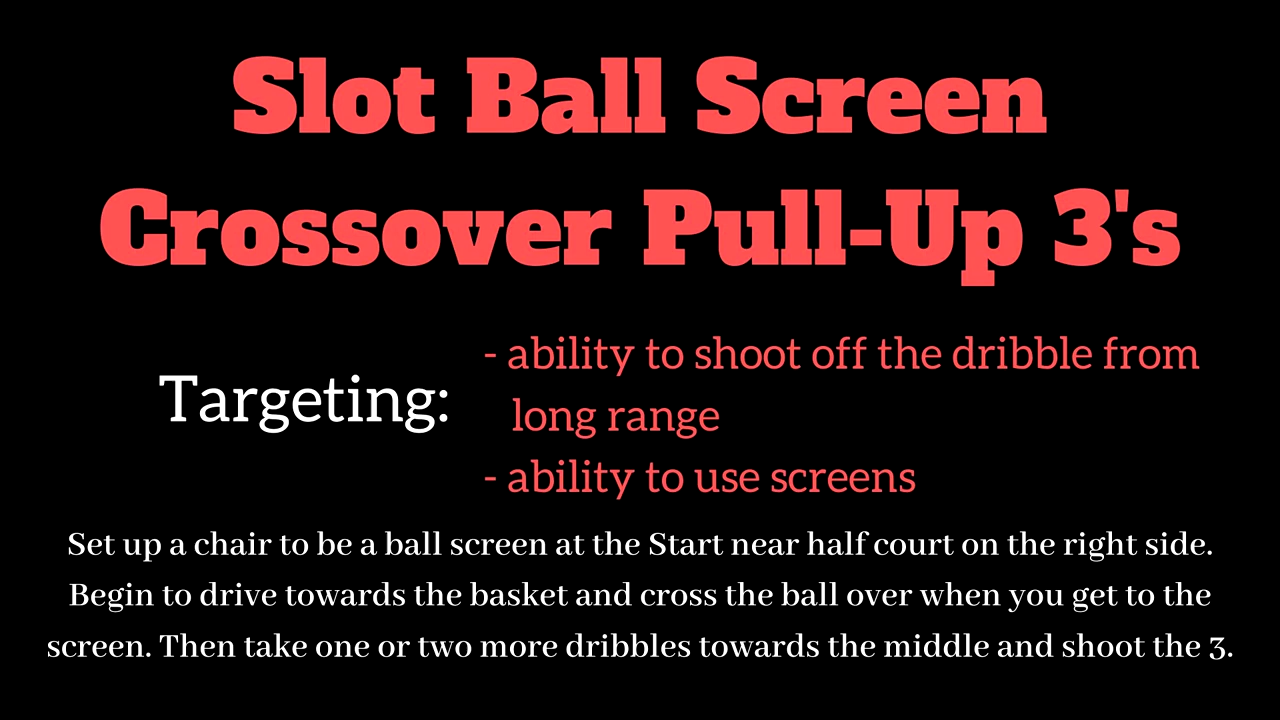 Slot Ball Screen
Crossover Pull-Up 3's
Targeting:
- ability to shoot off the dribble from
long range
- ability to use screens
Set up a chair to be a ball screen at the Start near half court on the right side.
Begin to drive towards the basket and cross the ball over when you get to the
screen. Then take one or two more dribbles towards the middle and shoot the 3.